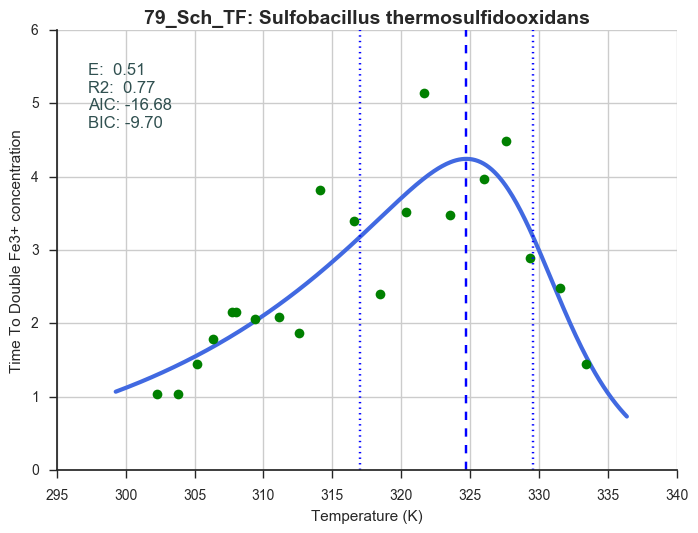 79_Sch_TF: Sulfobacillus thermosulfidooxidans
6
E:  0.51
R2:  0.77
AIC: -16.68
BIC: -9.70
5
4
3
2
1
0
Time To Double Fe3+ concentration
295 300 305 310 315 320 325 330 335 340
Temperature (K)